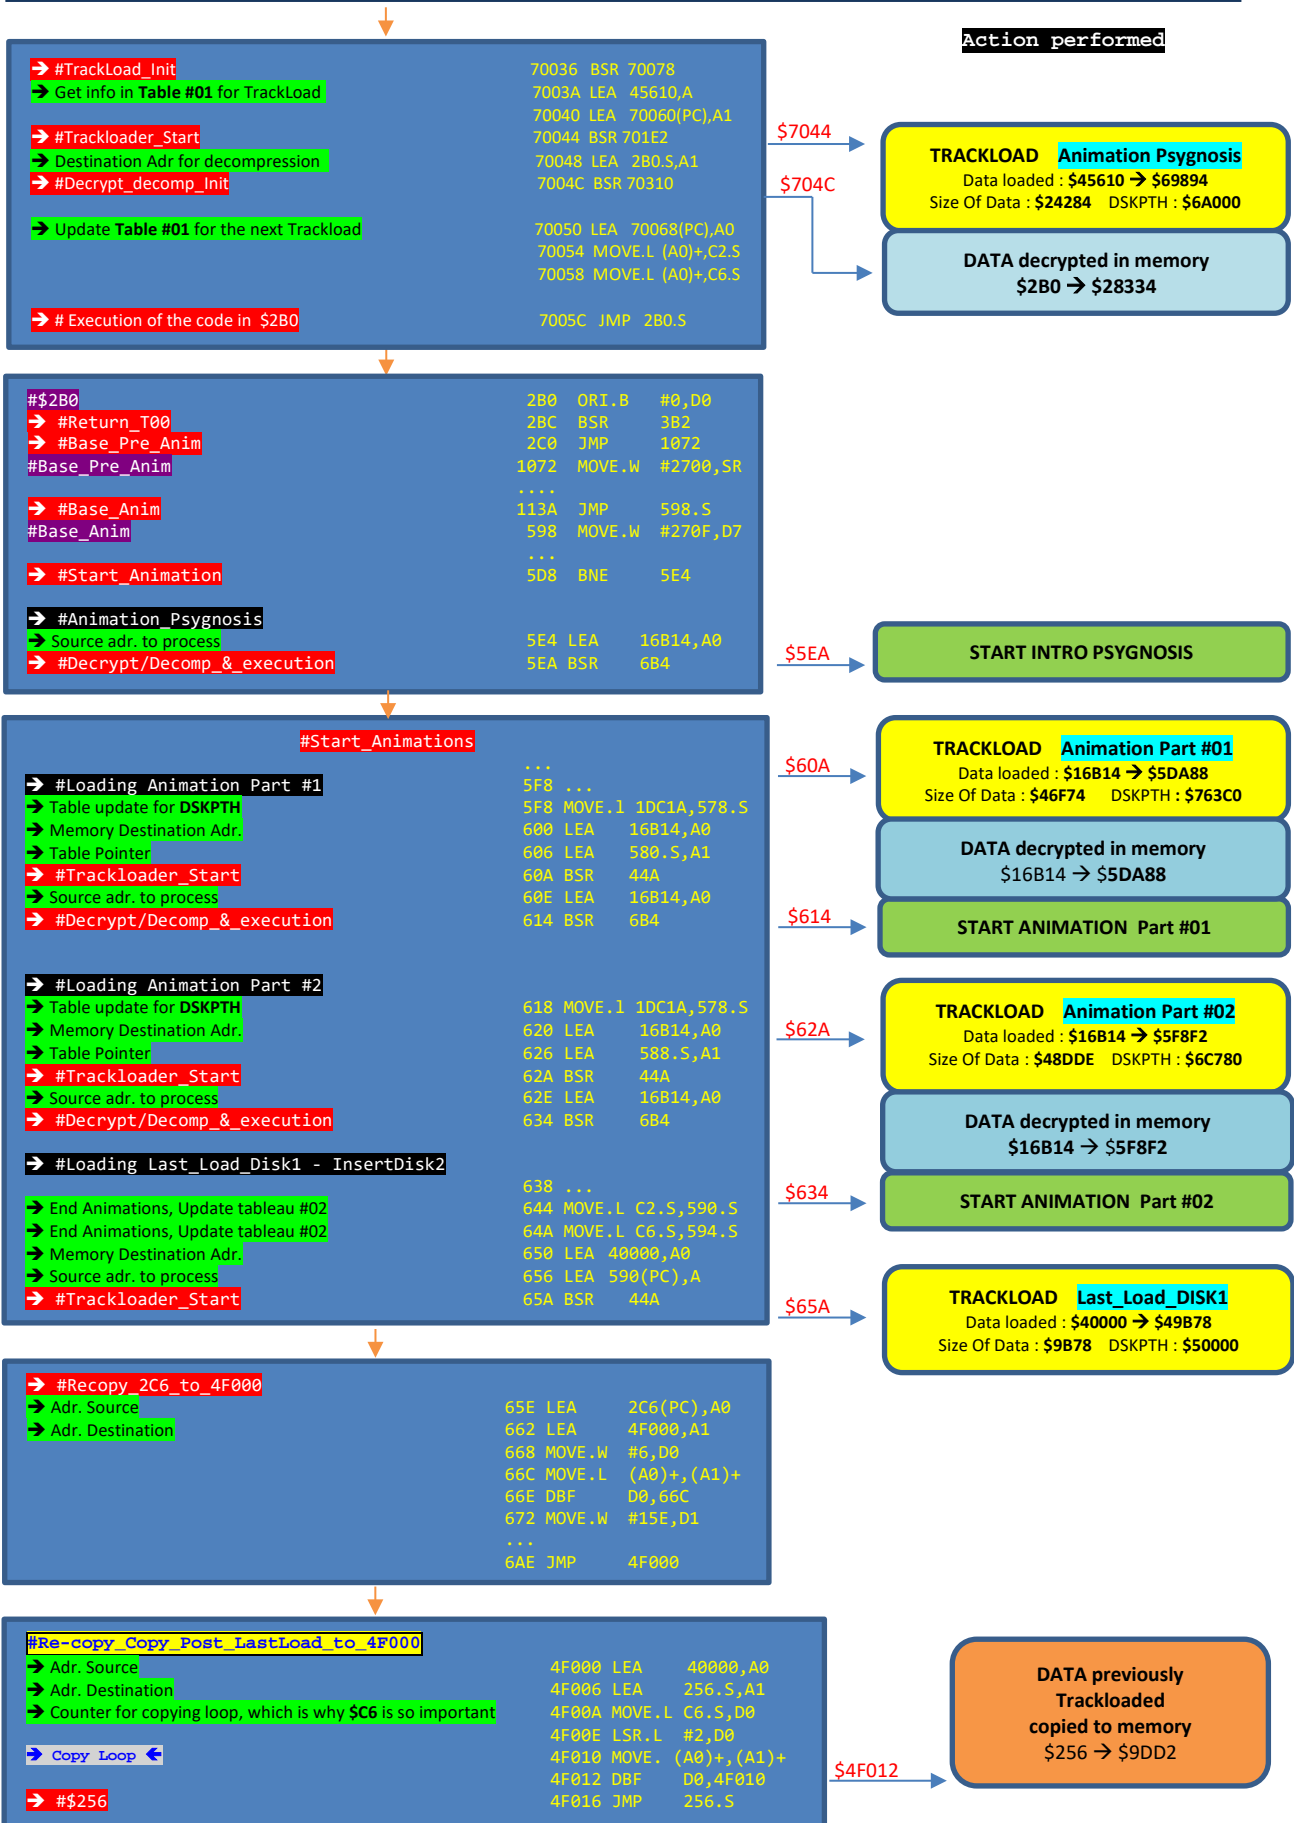 Action performed
➔ #TrackLoad_Init 70036 BSR 70078
➔ Get info in Table #01 for TrackLoad 7003A LEA 45610,A
70040 LEA 70060(PC),A1
➔ #Trackloader_Start 70044 BSR 701E2
➔ Destination Adr for decompression 70048 LEA 2B0.S,A1
➔ #Decrypt_decomp_Init 7004C BSR 70310
➔ Update Table #01 for the next Trackload 70050 LEA 70068(PC),A0
70054 MOVE.L (A0)+,C2.S
70058 MOVE.L (A0)+,C6.S
➔ # Execution of the code in $2B0 7005C JMP 2B0.S
$7044
$704C
TRACKLOAD Animation Psygnosis
Data loaded : $45610 ➔ $69894
Size Of Data : $24284 DSKPTH : $6A000
DATA decrypted in memory
$2B0 ➔ $28334
#$2B0 2B0 ORI.B #0,D0
➔ #Return_T00 2BC BSR 3B2
➔ #Base_Pre_Anim 2C0 JMP 1072
#Base_Pre_Anim 1072 MOVE.W #2700,SR
....
➔ #Base_Anim 113A JMP 598.S
#Base_Anim 598 MOVE.W #270F,D7
...
➔ #Start_Animation 5D8 BNE 5E4
➔ #Animation_Psygnosis
➔ Source adr. to process 5E4 LEA 16B14,A0
➔ #Decrypt/Decomp_&_execution 5EA BSR 6B4
$5EA
START INTRO PSYGNOSIS
#Start_Animations
...
➔ #Loading Animation Part #1 5F8 ...
➔ Table update for DSKPTH 5F8 MOVE.l 1DC1A,578.S
➔ Memory Destination Adr. 600 LEA 16B14,A0
➔ Table Pointer 606 LEA 580.S,A1
➔ #Trackloader_Start 60A BSR 44A
➔ Source adr. to process 60E LEA 16B14,A0
➔ #Decrypt/Decomp_&_execution 614 BSR 6B4
$60A
TRACKLOAD Animation Part #01
Data loaded : $16B14 ➔ $5DA88
Size Of Data : $46F74 DSKPTH : $763C0
DATA decrypted in memory
$16B14 → $5DA88
$614
START ANIMATION Part #01
➔ #Loading Animation Part #2
➔ Table update for DSKPTH 618 MOVE.l 1DC1A,578.S
➔ Memory Destination Adr. 620 LEA 16B14,A0
➔ Table Pointer 626 LEA 588.S,A1
➔ #Trackloader_Start 62A BSR 44A
➔ Source adr. to process 62E LEA 16B14,A0
➔ #Decrypt/Decomp_&_execution 634 BSR 6B4
$62A
TRACKLOAD Animation Part #02
Data loaded : $16B14 ➔ $5F8F2
Size Of Data : $48DDE DSKPTH : $6C780
DATA decrypted in memory
$16B14 → $5F8F2
➔ #Loading Last_Load_Disk1 - InsertDisk2
638 ...
➔ End Animations, Update tableau #02 644 MOVE.L C2.S,590.S
➔ End Animations, Update tableau #02 64A MOVE.L C6.S,594.S
➔ Memory Destination Adr. 650 LEA 40000,A0
➔ Source adr. to process 656 LEA 590(PC),A
➔ #Trackloader_Start 65A BSR 44A
$634
START ANIMATION Part #02
$65A
TRACKLOAD Last_Load_DISK1
Data loaded : $40000 ➔ $49B78
Size Of Data : $9B78 DSKPTH : $50000
➔ #Recopy_2C6_to_4F000
➔ Adr. Source 65E LEA 2C6(PC),A0
➔ Adr. Destination 662 LEA 4F000,A1
668 MOVE.W #6,D0
66C MOVE.L (A0)+,(A1)+
66E DBF D0,66C
672 MOVE.W #15E,D1
...
6AE JMP 4F000
#Re-copy_Copy_Post_LastLoad_to_4F000
➔ Adr. Source 4F000 LEA 40000,A0
➔ Adr. Destination 4F006 LEA 256.S,A1
➔ Counter for copying loop, which is why $C6 is so important 4F00A MOVE.L C6.S,D0
4F00E LSR.L #2,D0
➔ Copy Loop 🡸 4F010 MOVE. (A0)+,(A1)+
4F012 DBF D0,4F010
➔ #$256 4F016 JMP 256.S
$4F012
DATA previously
Trackloaded
copied to memory
$256 → $9DD2